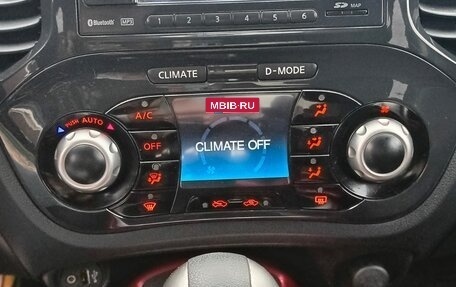 Bluetooth MP3 1 2 3 4 5 6 SD MAP
CLIMATE D-MODE
MBIB.RU
PUSH AUTO A/C
OFF CLIMATE OFF